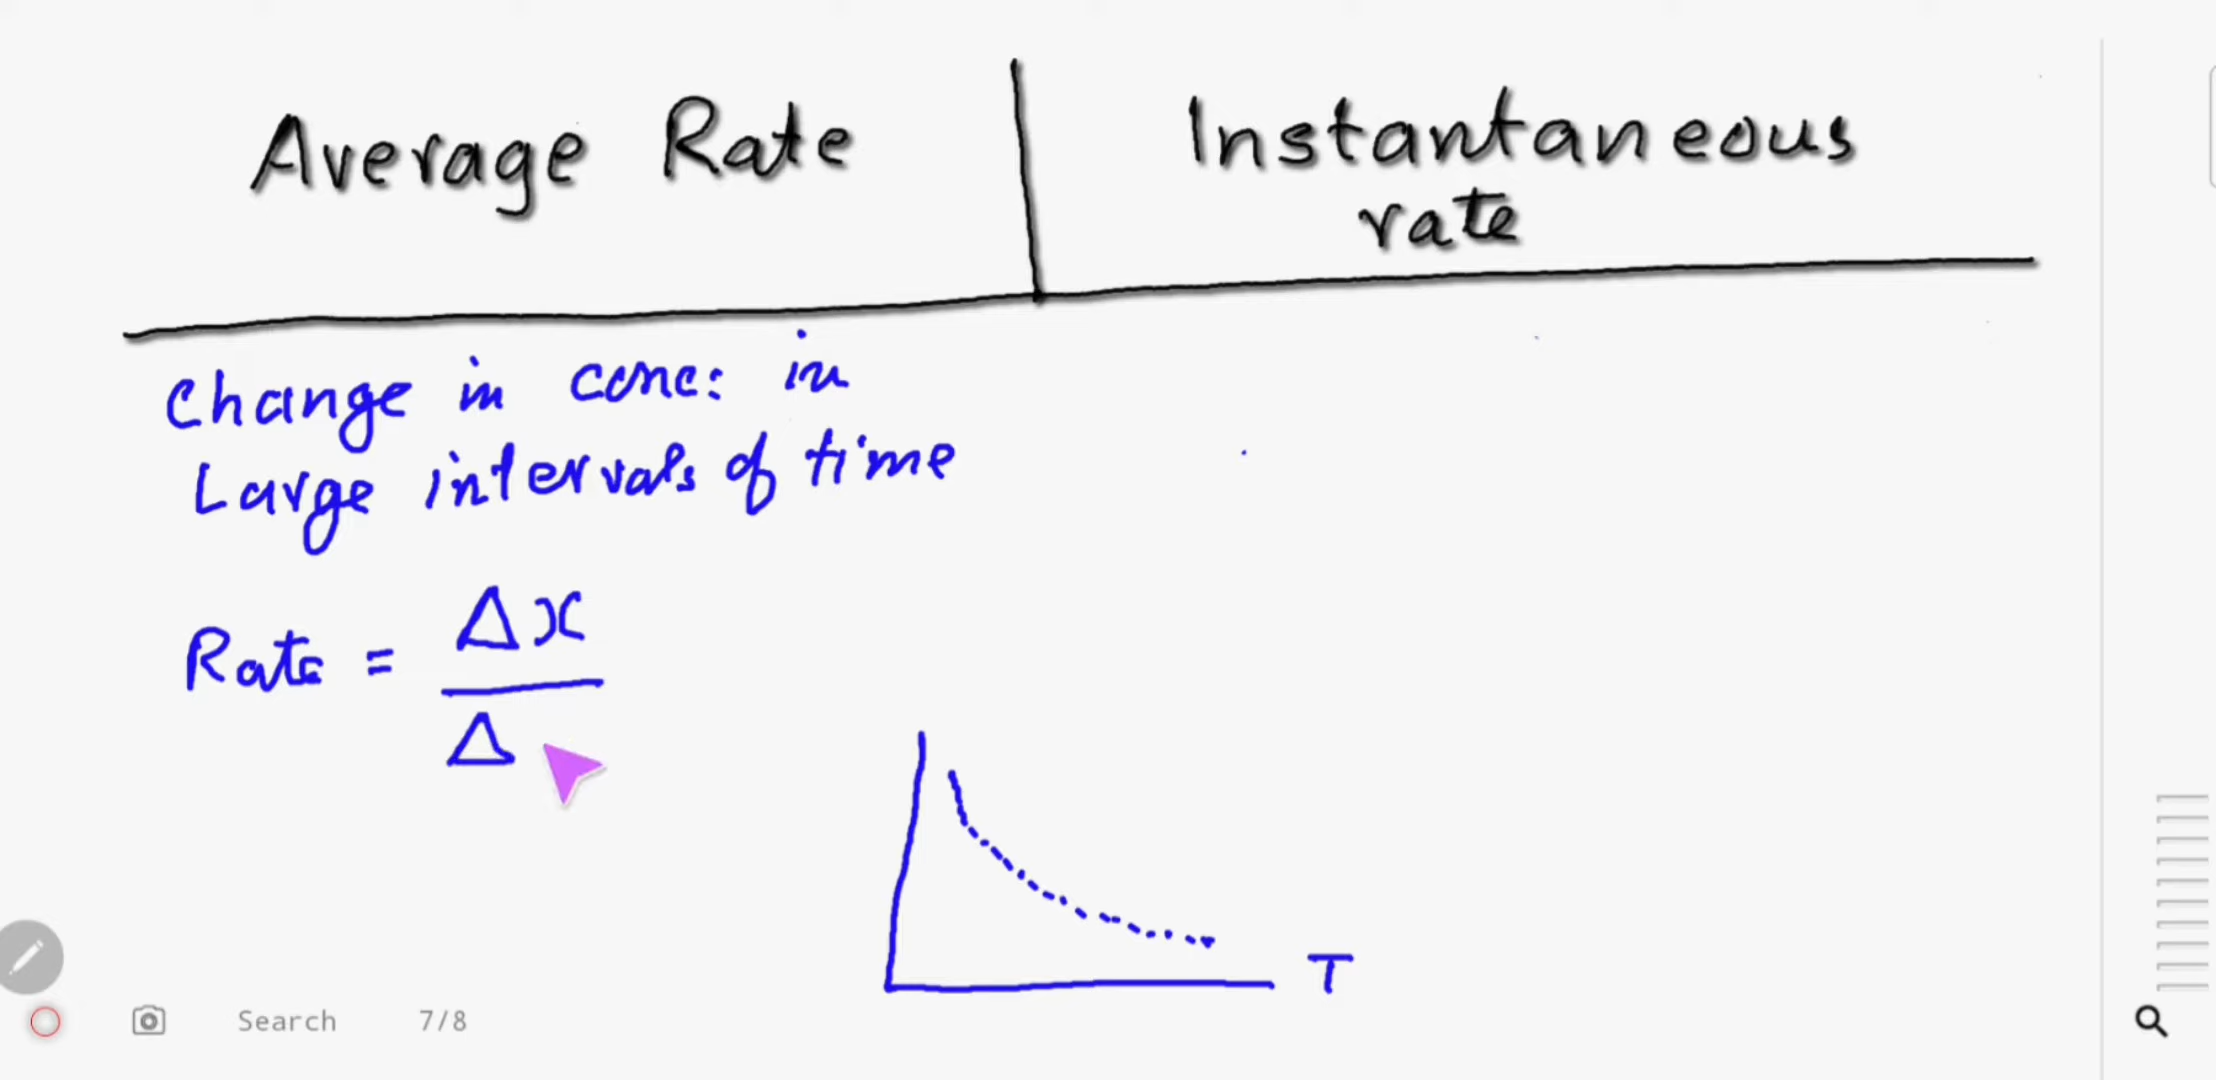 Average Rate
Instantaneous
rate
Change in conc: in
Large intervals of time
Rate = Δx
Δ
T
Search 7/8